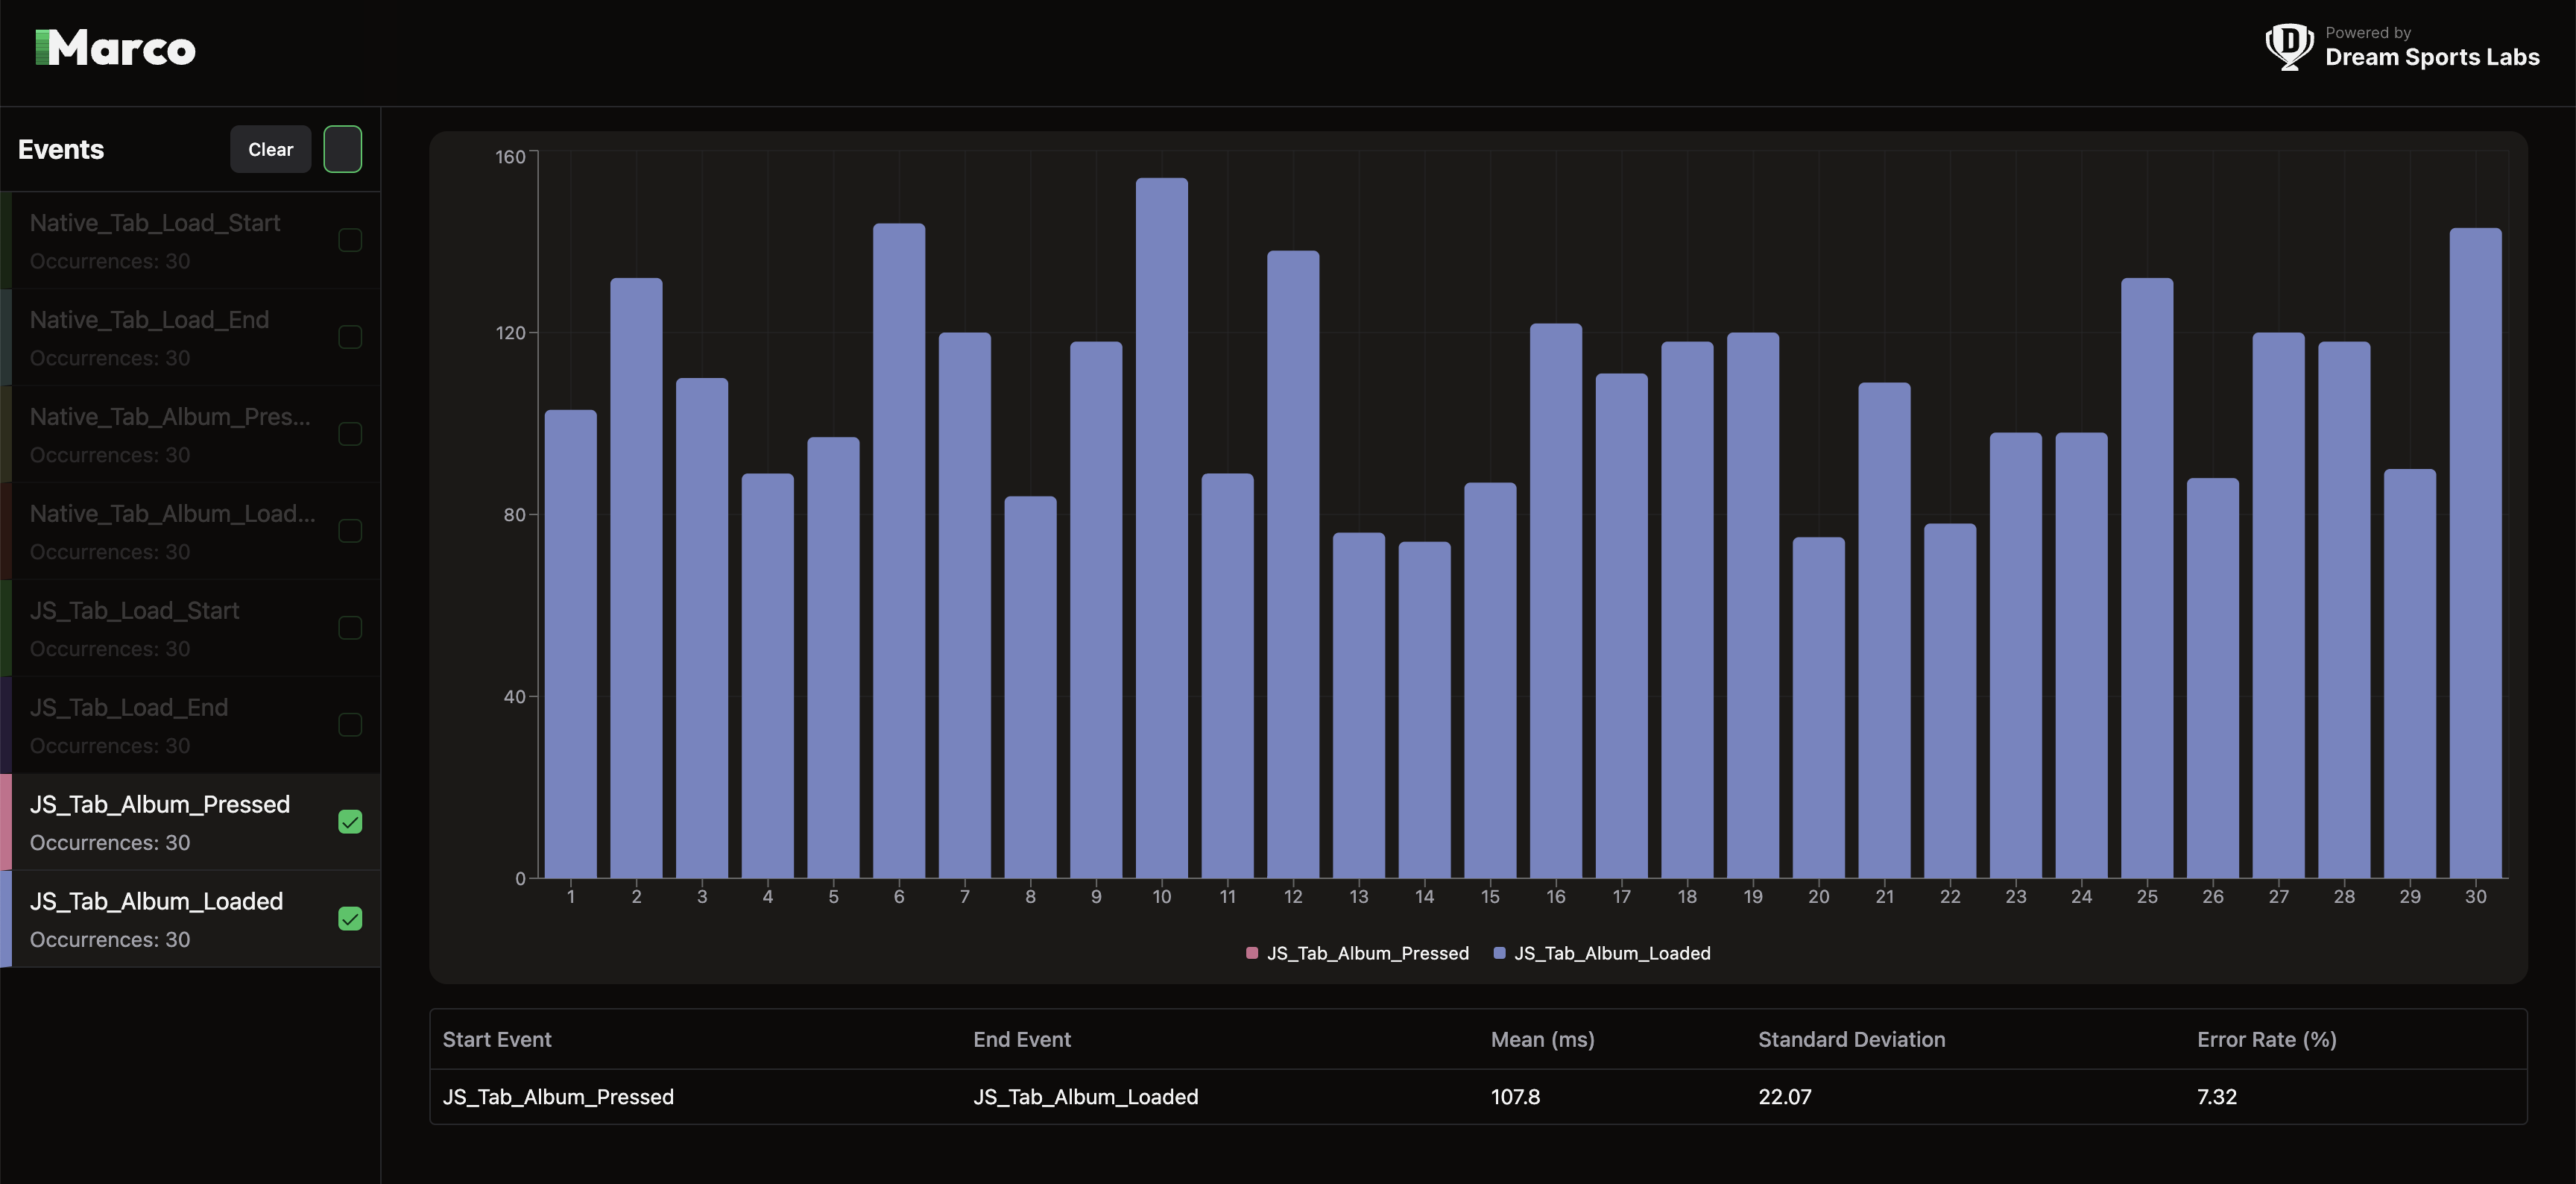 Marco
Powered by
Dream Sports Labs
Events
Clear
Native_Tab_Load_Start
Occurrences: 30
Native_Tab_Load_End
Occurrences: 30
Native_Tab_Album_Pres...
Occurrences: 30
Native_Tab_Album_Load...
Occurrences: 30
JS_Tab_Load_Start
Occurrences: 30
JS_Tab_Load_End
Occurrences: 30
JS_Tab_Album_Pressed
Occurrences: 30
JS_Tab_Album_Loaded
Occurrences: 30
160
120
80
40
0
1 2 3 4 5 6 7 8 9 10 11 12 13 14 15 16 17 18 19 20 21 22 23 24 25 26 27 28 29 30
JS_Tab_Album_Pressed JS_Tab_Album_Loaded
Start Event End Event Mean (ms) Standard Deviation Error Rate (%)
JS_Tab_Album_Pressed JS_Tab_Album_Loaded 107.8 22.07 7.32